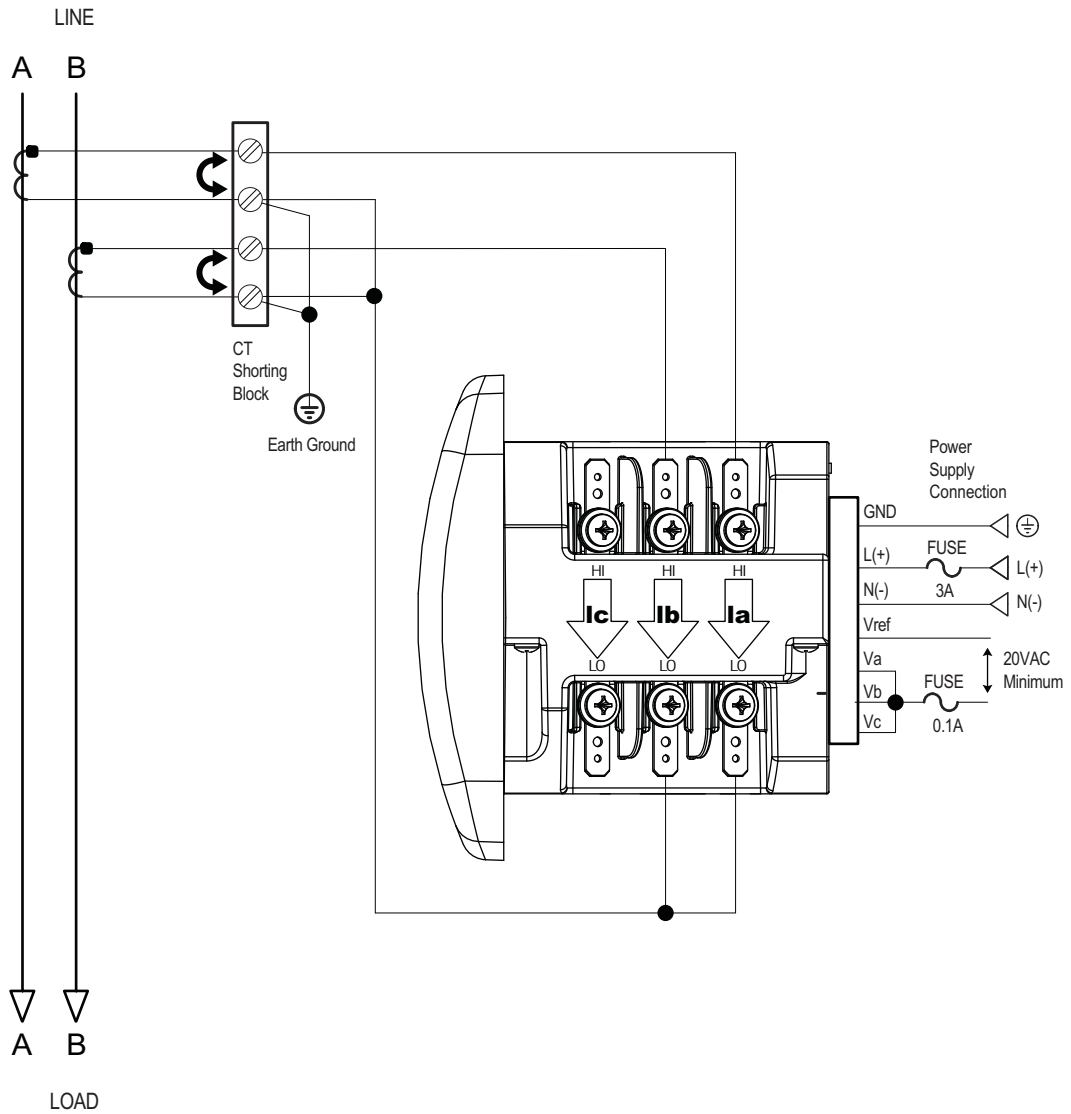 LINE
A B
CT
Shorting
Block
Earth Ground
Power
Supply
Connection
GND
L(+)
FUSE
L(+)
3A
N(-)
N(-)
HI HI HI
Ic Ib Ia
LO LO LO
Vref
Va
Vb
Vc
20VAC
Minimum
FUSE
0.1A
A B
LOAD